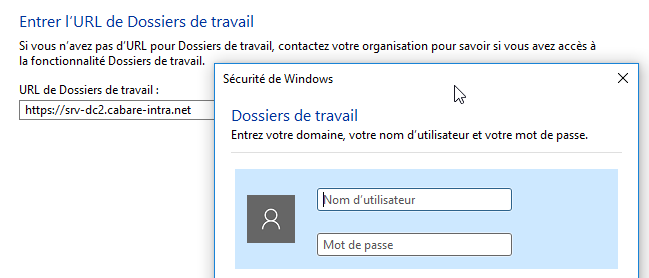 Entrer l'URL de Dossiers de travail
Si vous n'avez pas d'URL pour Dossiers de travail, contactez votre organisation pour savoir si vous avez accès à
la fonctionnalité Dossiers de travail.
URL de Dossiers de travail :
https://srv-dc2.cabare-intra.net
Sécurité de Windows
Dossiers de travail
Entrez votre domaine, votre nom d'utilisateur et votre mot de passe.
Nom d'utilisateur
Mot de passe